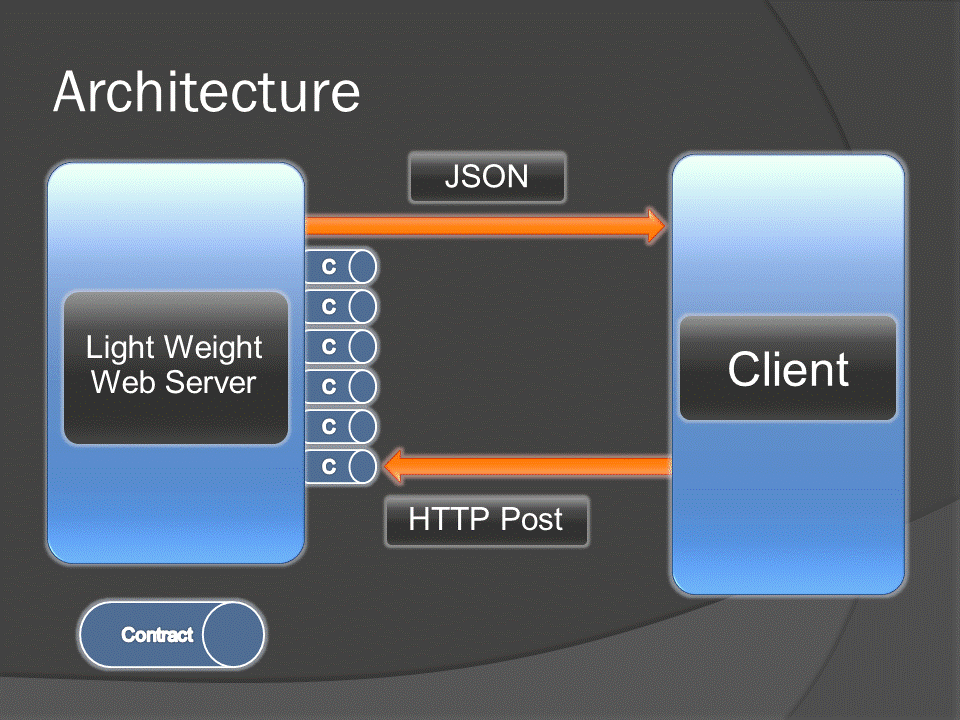 Architecture
JSON
C
C
C
C
C
C
Light Weight
Web Server
Client
HTTP Post
Contract